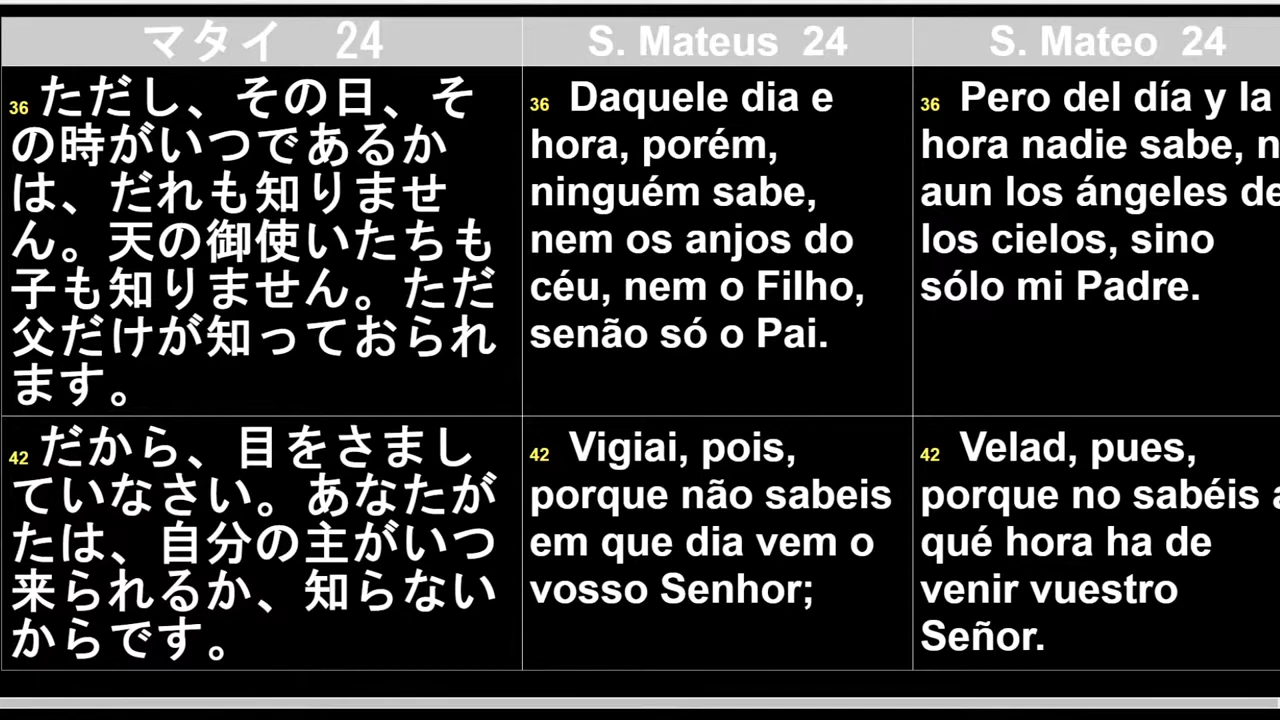 マタイ 24
36 ただし、その日、そ
の時がいつであるか
は、だれも知りませ
ん。天の御使いたちも
子も知りません。ただ
父だけが知っておられ
ます。
42 だから、目をさまし
ていなさい。あなたが
たは、自分の主がいつ
来られるか、知らない
からです。
S. Mateus 24
36 Daquele dia e
hora, porém,
ninguém sabe,
nem os anjos do
céu, nem o Filho,
senão só o Pai.
42 Vigiai, pois,
porque não sabeis
em que dia vem o
vosso Senhor;
S. Mateo 24
36 Pero del día y la
hora nadie sabe, n
aun los ángeles de
los cielos, sino
sólo mi Padre.
42 Velad, pues,
porque no sabéis a
qué hora ha de
venir vuestro
Señor.